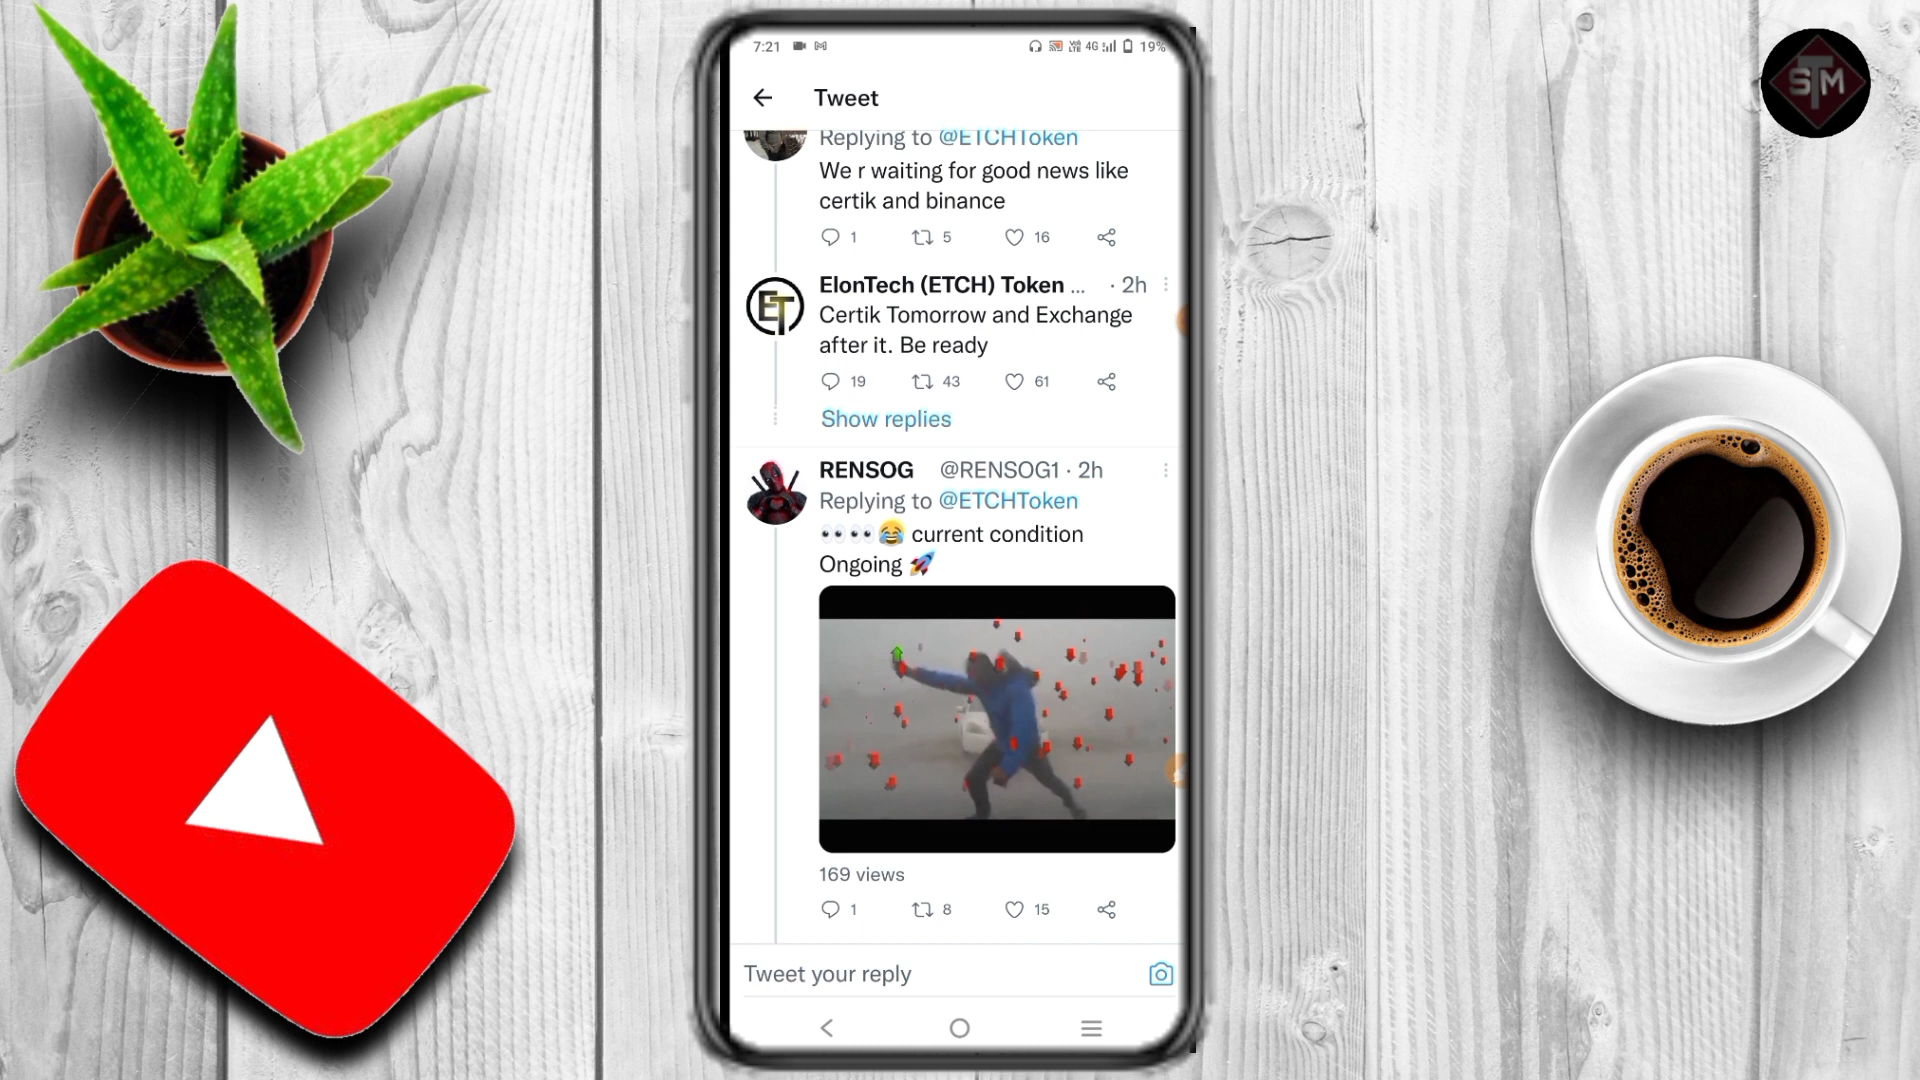 7:21
4G 19%
STM
Tweet
Replying to @ETCHToken
We r waiting for good news like
certik and binance
1 5 16
ElonTech (ETCH) Token ... · 2h
Certik Tomorrow and Exchange
after it. Be ready
19 43 61
Show replies
RENSOG @RENSOG1 · 2h
Replying to @ETCHToken
👀👀😂 current condition
Ongoing 🚀
169 views
1 8 15
Tweet your reply